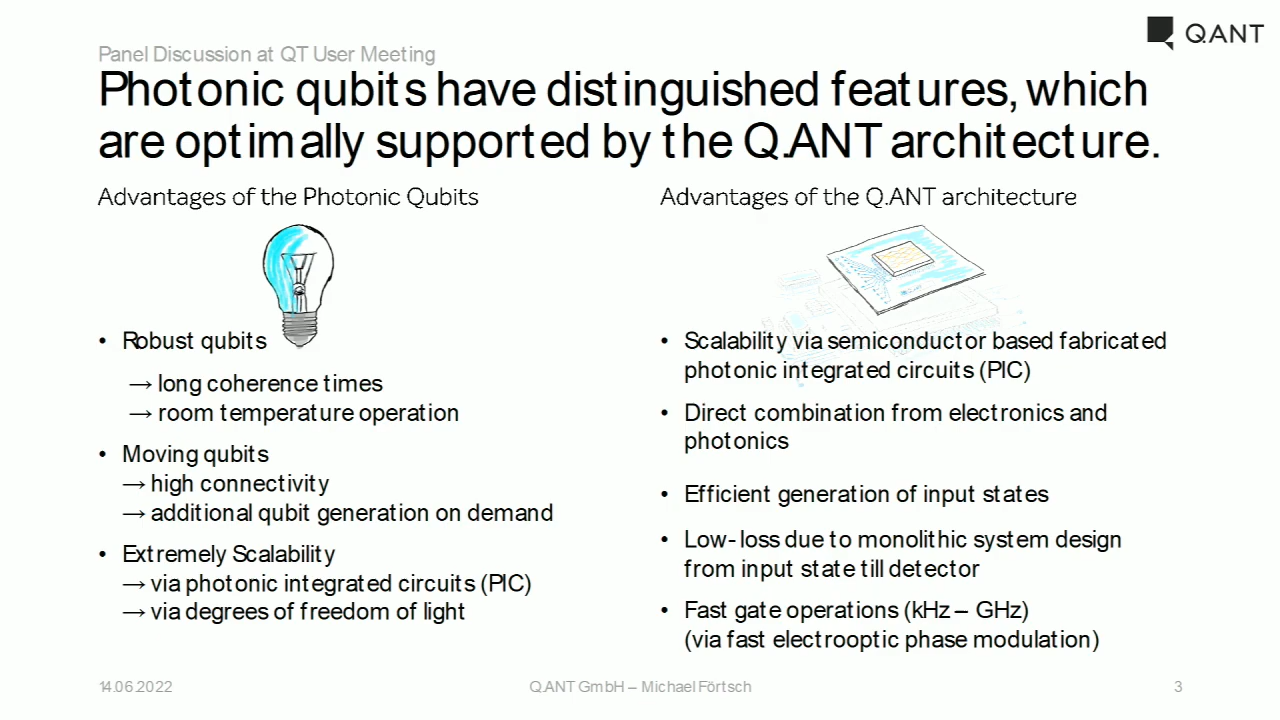 QANT
Panel Discussion at QT User Meeting
Photonic qubits have distinguished features, which
are optimally supported by the Q.ANT architecture.
Advantages of the Photonic Qubits
• Robust qubits
→ long coherence times
→ room temperature operation
• Moving qubits
→ high connectivity
→ additional qubit generation on demand
• Extremely Scalability
→ via photonic integrated circuits (PIC)
→ via degrees of freedom of light
Advantages of the Q.ANT architecture
• Scalability via semiconductor based fabricated
photonic integrated circuits (PIC)
• Direct combination from electronics and
photonics
• Efficient generation of input states
• Low-loss due to monolithic system design
from input state till detector
• Fast gate operations (kHz – GHz)
(via fast electrooptic phase modulation)
14.06.2022
Q.ANT GmbH – Michael Förtsch
3